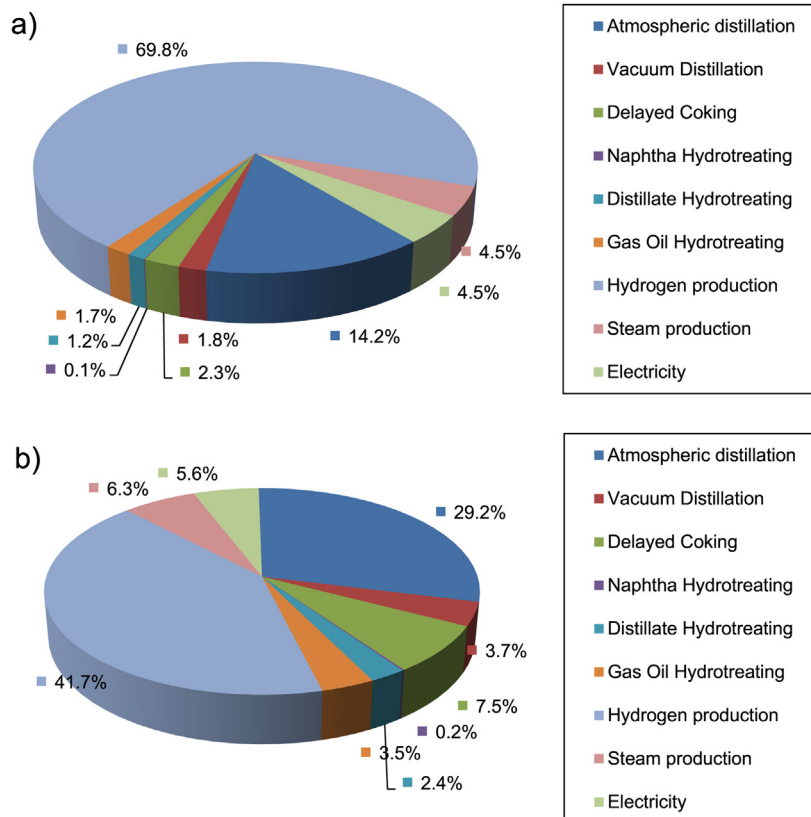 a)
69.8%
4.5%
4.5%
14.2%
1.8%
2.3%
1.7%
1.2%
0.1%
Atmospheric distillation
Vacuum Distillation
Delayed Coking
Naphtha Hydrotreating
Distillate Hydrotreating
Gas Oil Hydrotreating
Hydrogen production
Steam production
Electricity
b)
5.6%
6.3%
29.2%
3.7%
41.7%
7.5%
0.2%
3.5%
2.4%
Atmospheric distillation
Vacuum Distillation
Delayed Coking
Naphtha Hydrotreating
Distillate Hydrotreating
Gas Oil Hydrotreating
Hydrogen production
Steam production
Electricity